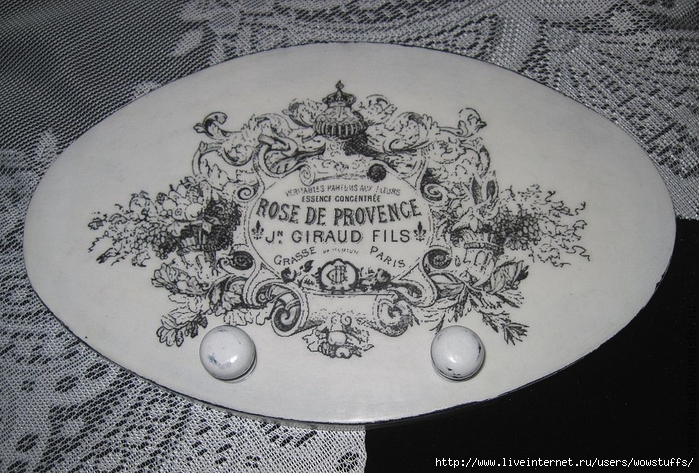 VERITABLES PARFUMS AUX FLEURS
ESSENCE CONCENTRÉE
ROSE DE PROVENCE
JN GIRAUD FILS
GRASSE PARIS
http://www.liveinternet.ru/users/wowstuffs/